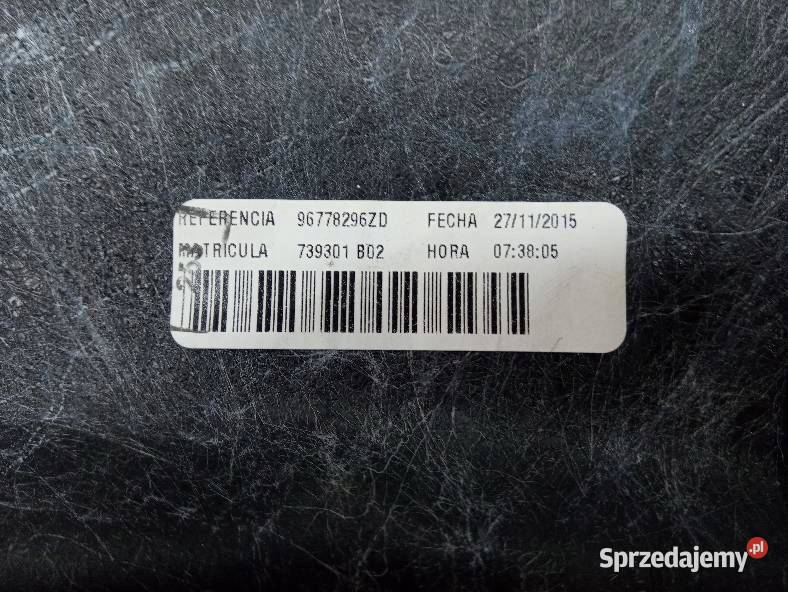 REFERENCIA 96778296ZD FECHA 27/11/2015
MATRICULA 739301 B02 HORA 07:38:05
Sprzedajemy.pl